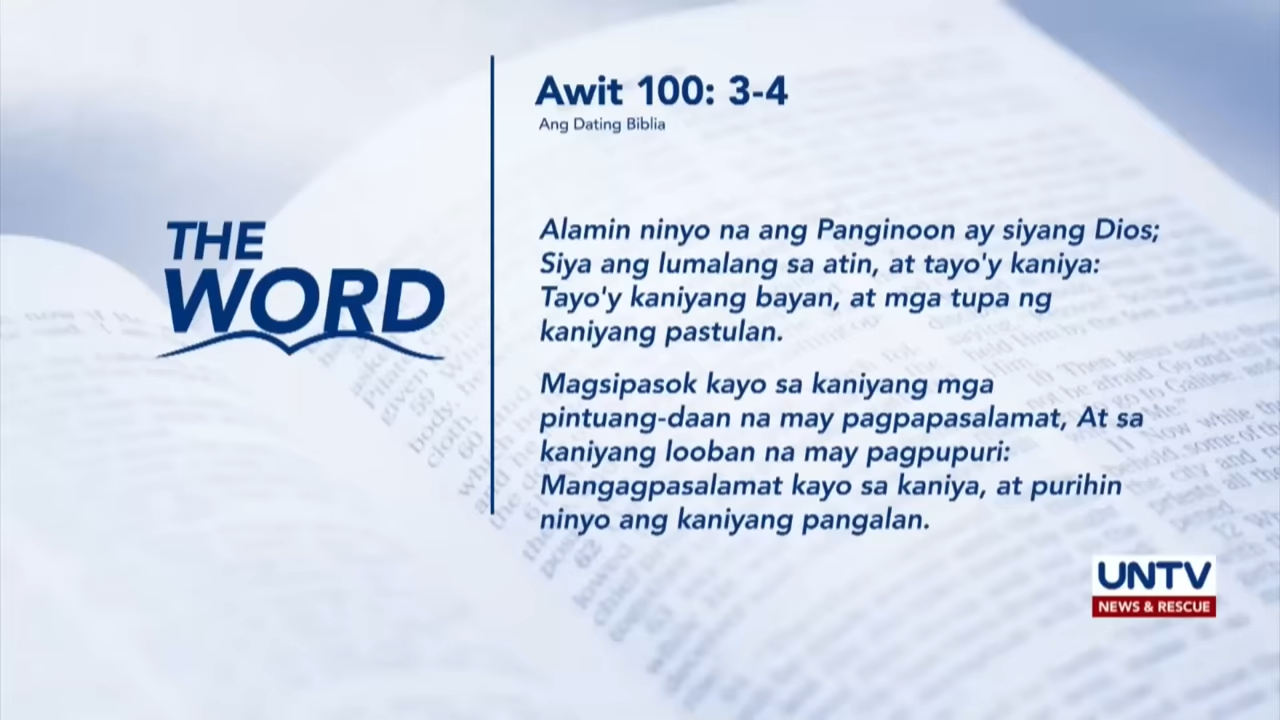 THE
WORD
Awit 100: 3-4
Ang Dating Biblia
Alamin ninyo na ang Panginoon ay siyang Dios;
Siya ang lumalang sa atin, at tayo'y kaniya:
Tayo'y kaniyang bayan, at mga tupa ng
kaniyang pastulan.
Magsipasok kayo sa kaniyang mga
pintuang-daan na may pagpapasalamat, At sa
kaniyang looban na may pagpupuri:
Mangagpasalamat kayo sa kaniya, at purihin
ninyo ang kaniyang pangalan.
UNTV
NEWS & RESCUE